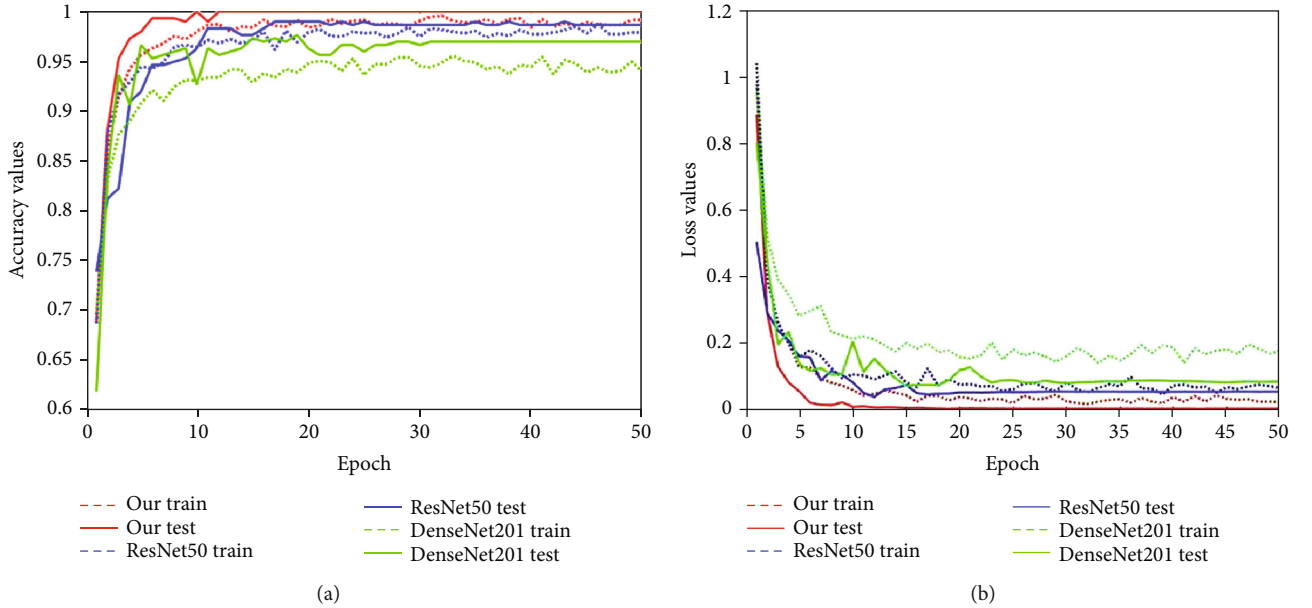 1
0.95
0.9
0.85
0.8
0.75
0.7
0.65
0.6
Accuracy values
0 10 20 30 40 50
Epoch
Our train
Our test
ResNet50 train
ResNet50 test
DenseNet201 train
DenseNet201 test
(a)
1.2
1
0.8
0.6
0.4
0.2
0
Loss values
0 5 10 15 20 25 30 35 40 45 50
Epoch
Our train
Our test
ResNet50 train
ResNet50 test
DenseNet201 train
DenseNet201 test
(b)